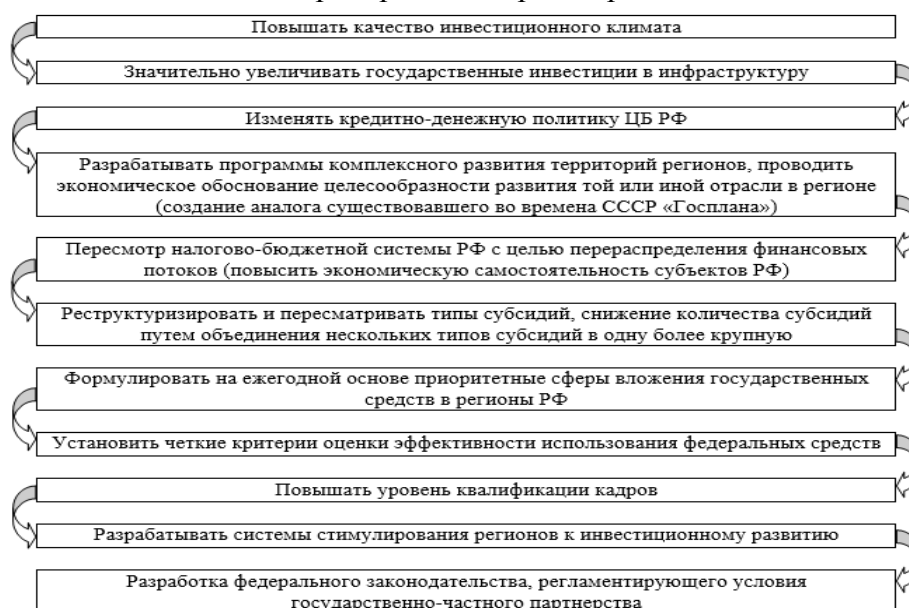 Повышать качество инвестиционного климата
Значительно увеличивать государственные инвестиции в инфраструктуру
Изменять кредитно-денежную политику ЦБ РФ
Разрабатывать программы комплексного развития территорий регионов, проводить
экономическое обоснование целесообразности развития той или иной отрасли в регионе
(создание аналога существовавшего во времена СССР «Госплана»)
Пересмотр налогово-бюджетной системы РФ с целью перераспределения финансовых
потоков (повысить экономическую самостоятельность субъектов РФ)
Реструктуризировать и пересматривать типы субсидий, снижение количества субсидий
путем объединения нескольких типов субсидий в одну более крупную
Формулировать на ежегодной основе приоритетные сферы вложения государственных
средств в регионы РФ
Установить четкие критерии оценки эффективности использования федеральных средств
Повышать уровень квалификации кадров
Разрабатывать системы стимулирования регионов к инвестиционному развитию
Разработка федерального законодательства, регламентирующего условия
государственно-частного партнерства